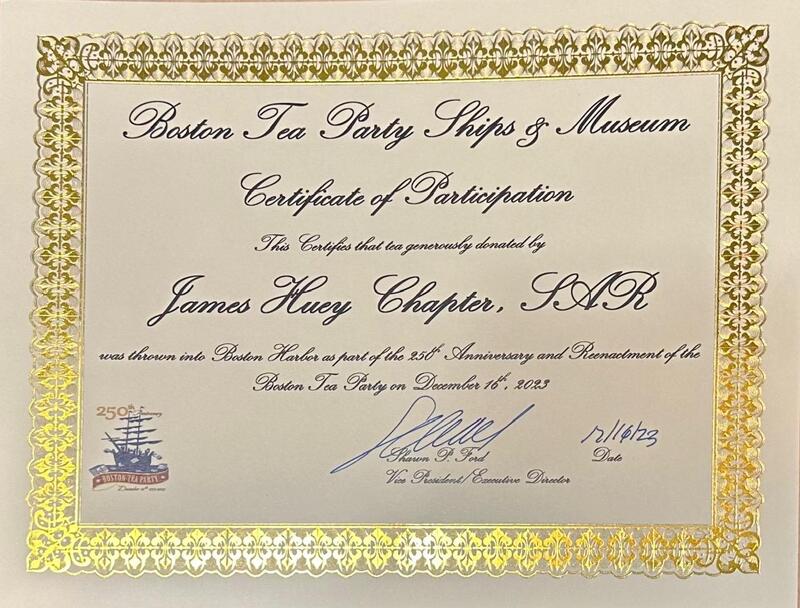 Boston Tea Party Ships & Museum
Certificate of Participation
This Certifies that tea generously donated by
James Huey Chapter, SAR
was thrown into Boston Harbor as part of the 250th Anniversary and Reenactment of the
Boston Tea Party on December 16th, 2023
250th Anniversary
BOSTON TEA PARTY
12/16/23
Shawn P. Ford
Date
Vice President/Executive Director